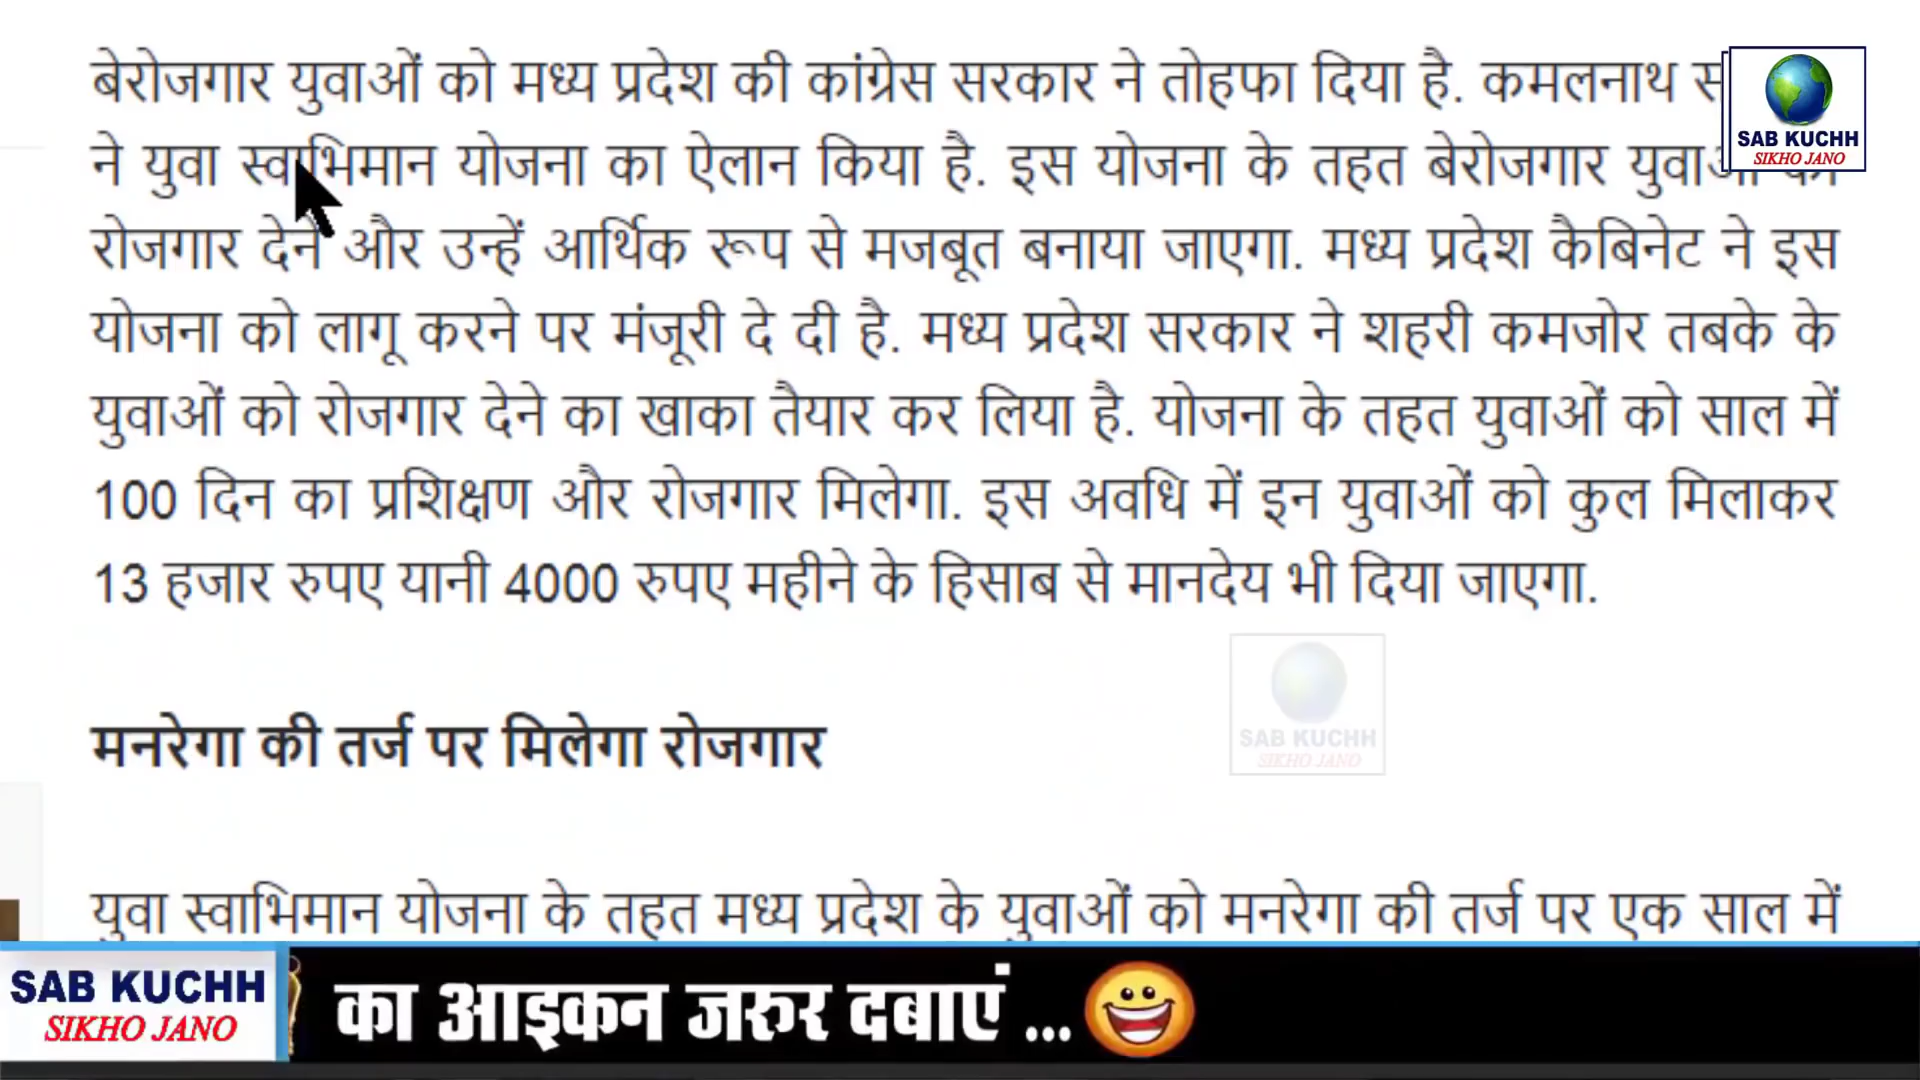 बेरोजगार युवाओं को मध्य प्रदेश की कांग्रेस सरकार ने तोहफा दिया है. कमलनाथ
ने युवा स्वाभिमान योजना का ऐलान किया है. इस योजना के तहत बेरोजगार
रोजगार देने और उन्हें आर्थिक रूप से मजबूत बनाया जाएगा. मध्य प्रदेश कैबिनेट ने इस
योजना को लागू करने पर मंजूरी दे दी है. मध्य प्रदेश सरकार ने शहरी कमजोर तबके के
युवाओं को रोजगार देने का खाका तैयार कर लिया है. योजना के तहत युवाओं को साल में
100 दिन का प्रशिक्षण और रोजगार मिलेगा. इस अवधि में इन युवाओं को कुल मिलाकर
13 हजार रुपए यानी 4000 रुपए महीने के हिसाब से मानदेय भी दिया जाएगा.
SAB KUCHH
SIKHO JANO
SAB KUCHH
SIKHO JANO
मनरेगा की तर्ज पर मिलेगा रोजगार
युवा स्वाभिमान योजना के तहत मध्य प्रदेश के युवाओं को मनरेगा की तर्ज पर एक साल में
SAB KUCHH
SIKHO JANO
का आइकन जरुर दबाएं ...